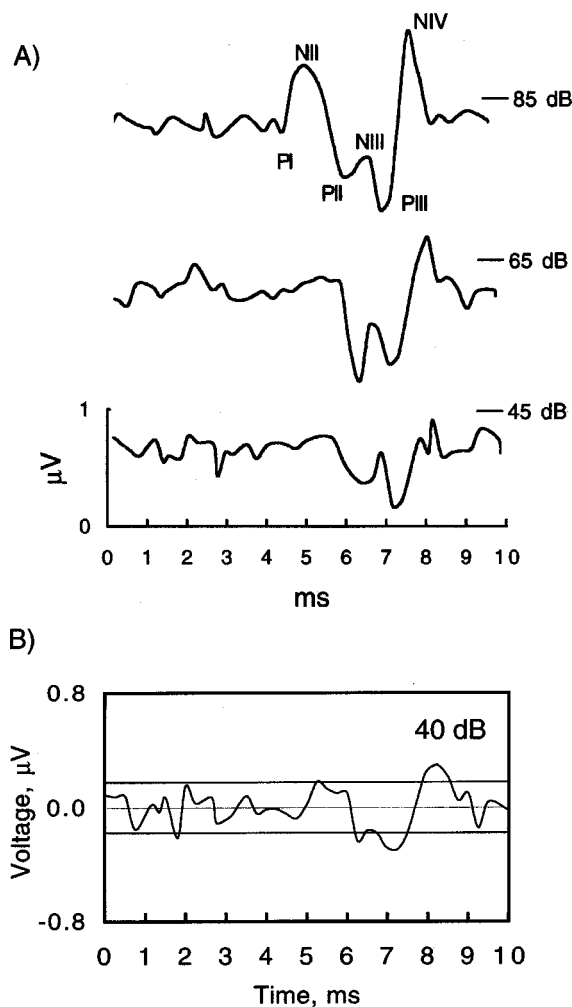 A)
NII
NIV
85 dB
NIII
PI
PII
PIII
65 dB
45 dB
1
µV
0
0 1 2 3 4 5 6 7 8 9 10
ms
B)
0.8
40 dB
Voltage, µV
0.0
-0.8
0 1 2 3 4 5 6 7 8 9 10
Time, ms